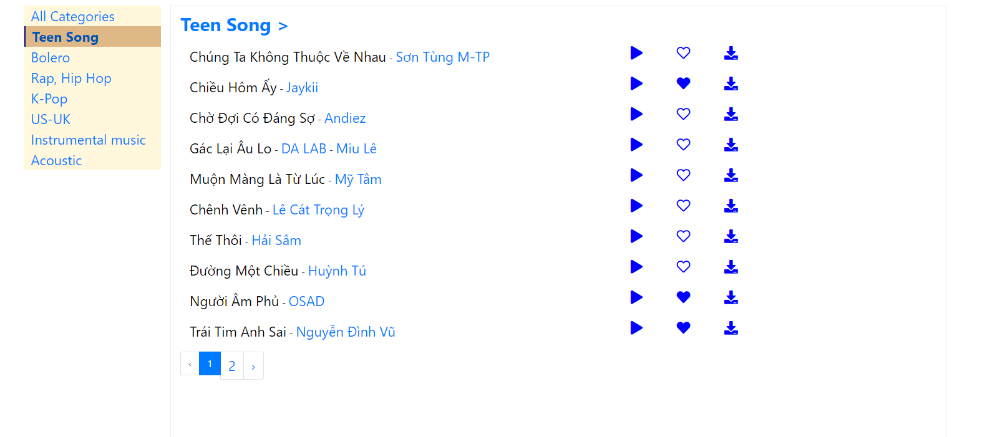 All Categories
Teen Song
Bolero
Rap, Hip Hop
K-Pop
US-UK
Instrumental music
Acoustic
Teen Song >
Chúng Ta Không Thuộc Về Nhau - Sơn Tùng M-TP
Chiều Hôm Ấy - Jaykii
Chờ Đợi Có Đáng Sợ - Andiez
Gác Lại Âu Lo - DA LAB - Miu Lê
Muộn Màng Là Từ Lúc - Mỹ Tâm
Chênh Vênh - Lê Cát Trọng Lý
Thế Thôi - Hải Sâm
Đường Một Chiều - Huỳnh Tú
Người Âm Phủ - OSAD
Trái Tim Anh Sai - Nguyễn Đình Vũ
‹ 1 2 ›